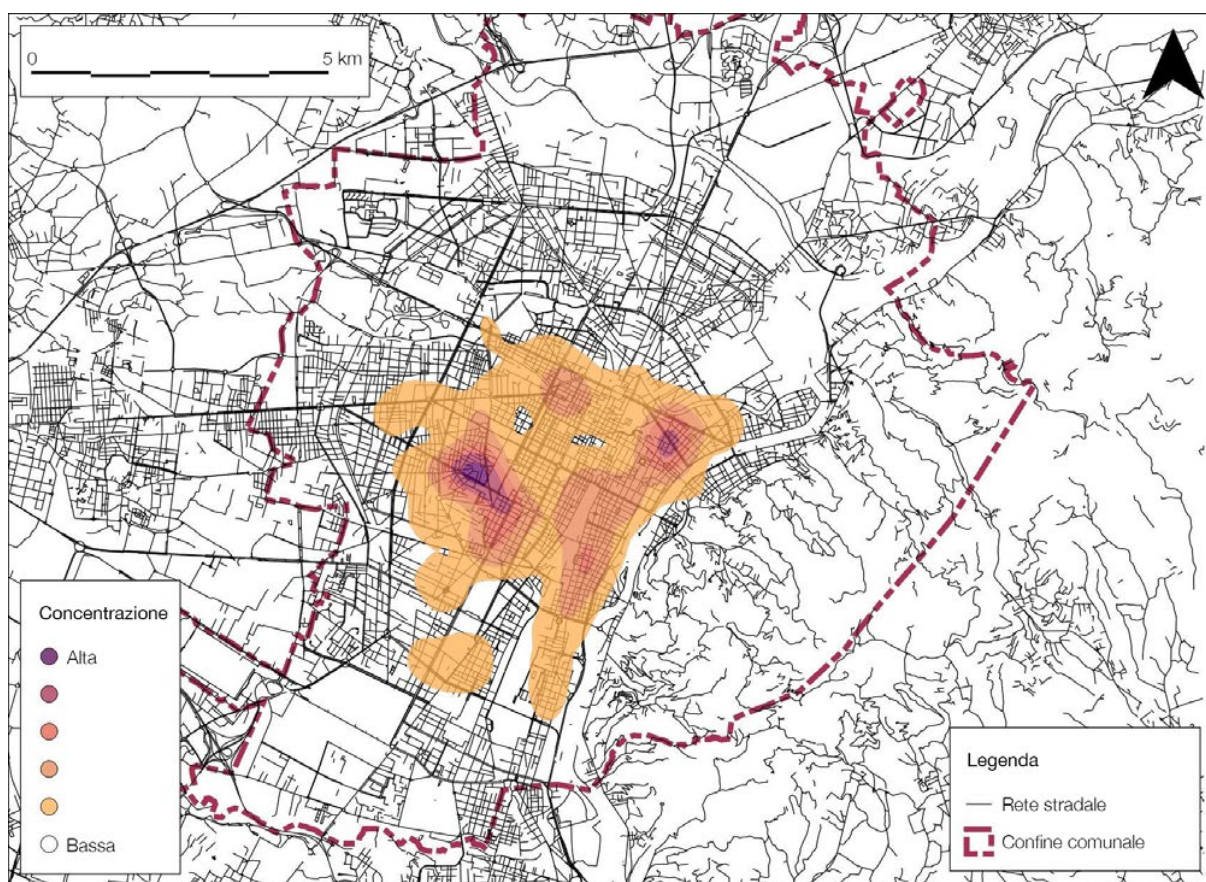 0 5 km
Concentrazione
Alta
Bassa
Legenda
Rete stradale
Confine comunale